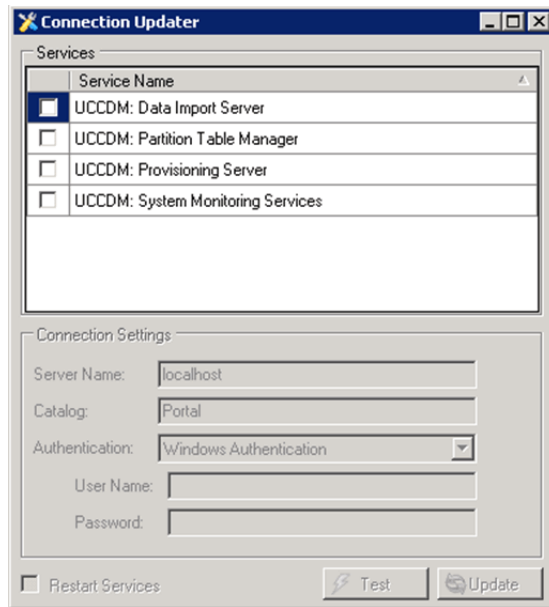 Connection Updater
Services
Service Name
UCCDM: Data Import Server
UCCDM: Partition Table Manager
UCCDM: Provisioning Server
UCCDM: System Monitoring Services
Connection Settings
Server Name: localhost
Catalog: Portal
Authentication: Windows Authentication
User Name:
Password:
Restart Services Test Update